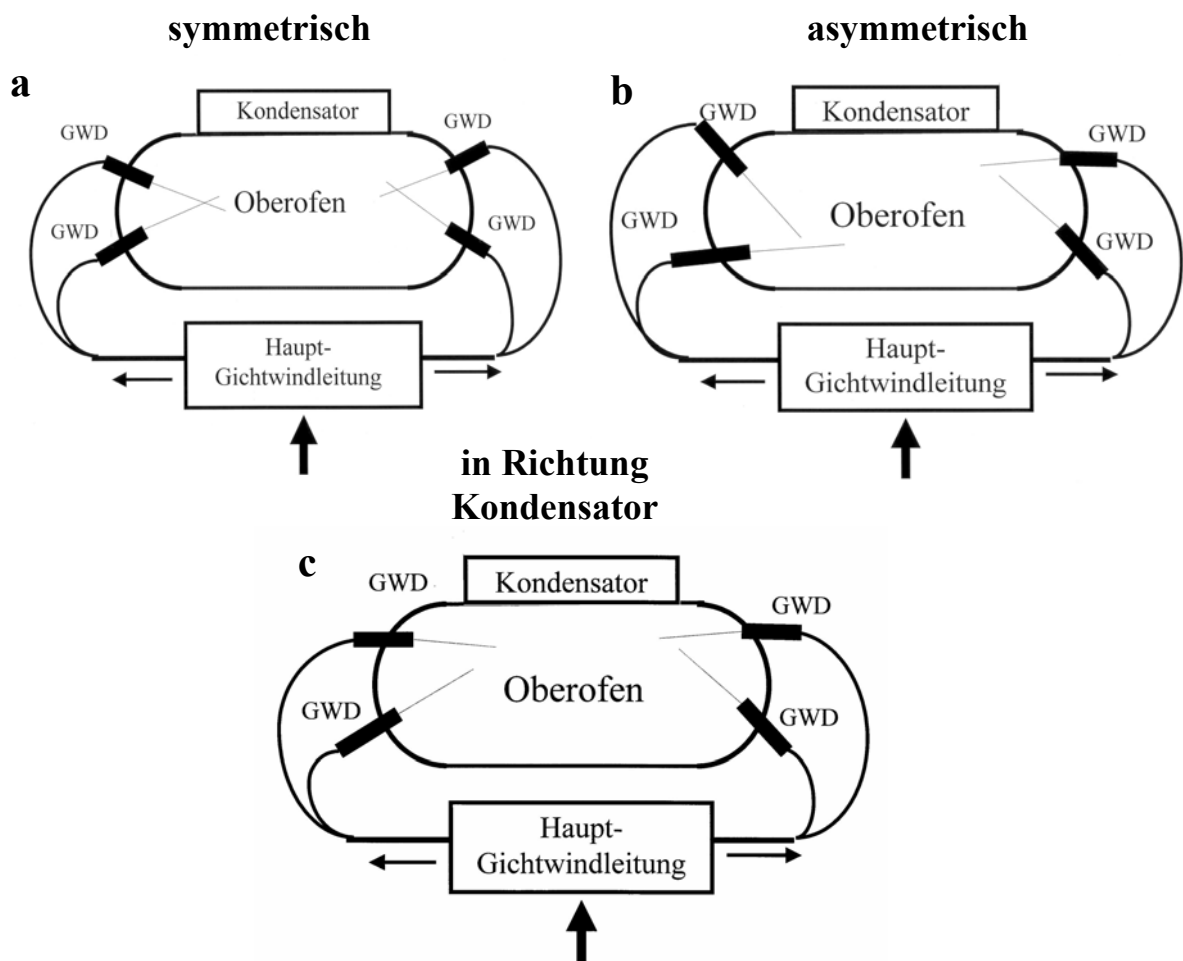 symmetrisch
asymmetrisch
a
Kondensator
GWD
GWD
Oberofen
GWD
GWD
Haupt-
Gichtwindleitung
b
Kondensator
GWD
GWD
Oberofen
GWD
GWD
Haupt-
Gichtwindleitung
in Richtung
Kondensator
c
Kondensator
GWD
GWD
Oberofen
GWD
GWD
Haupt-
Gichtwindleitung